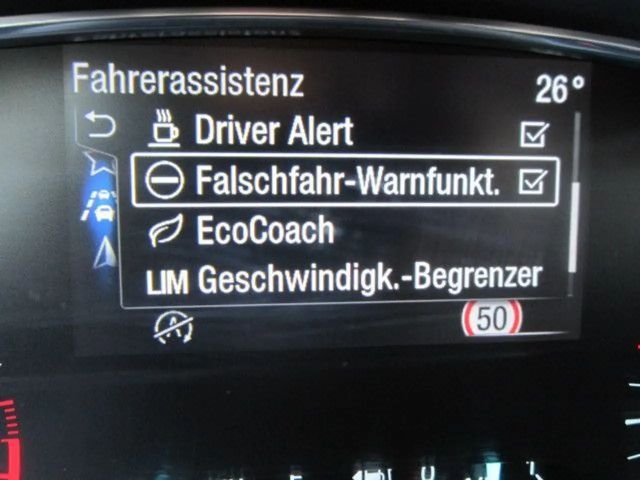 Fahrerassistenz 26°
Driver Alert
Falschfahr-Warnfunkt.
EcoCoach
LIM Geschwindigk.-Begrenzer
50